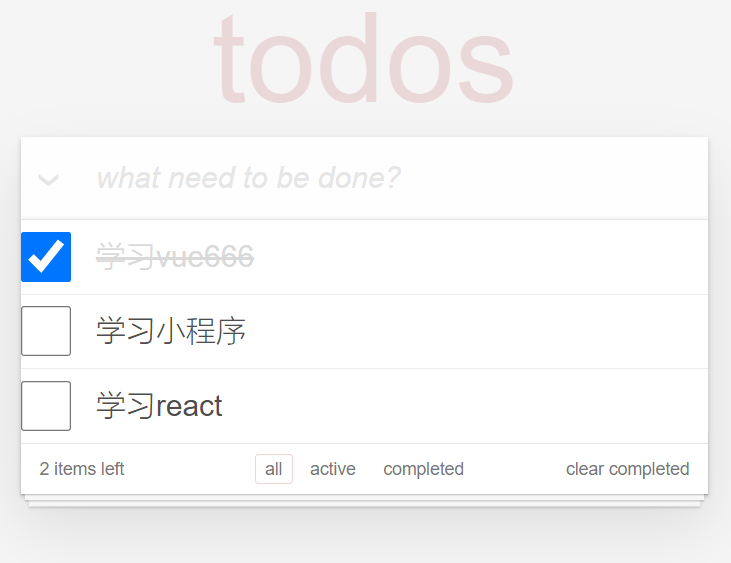 todos
what need to be done?
学习vue666
学习小程序
学习react
2 items left all active completed clear completed